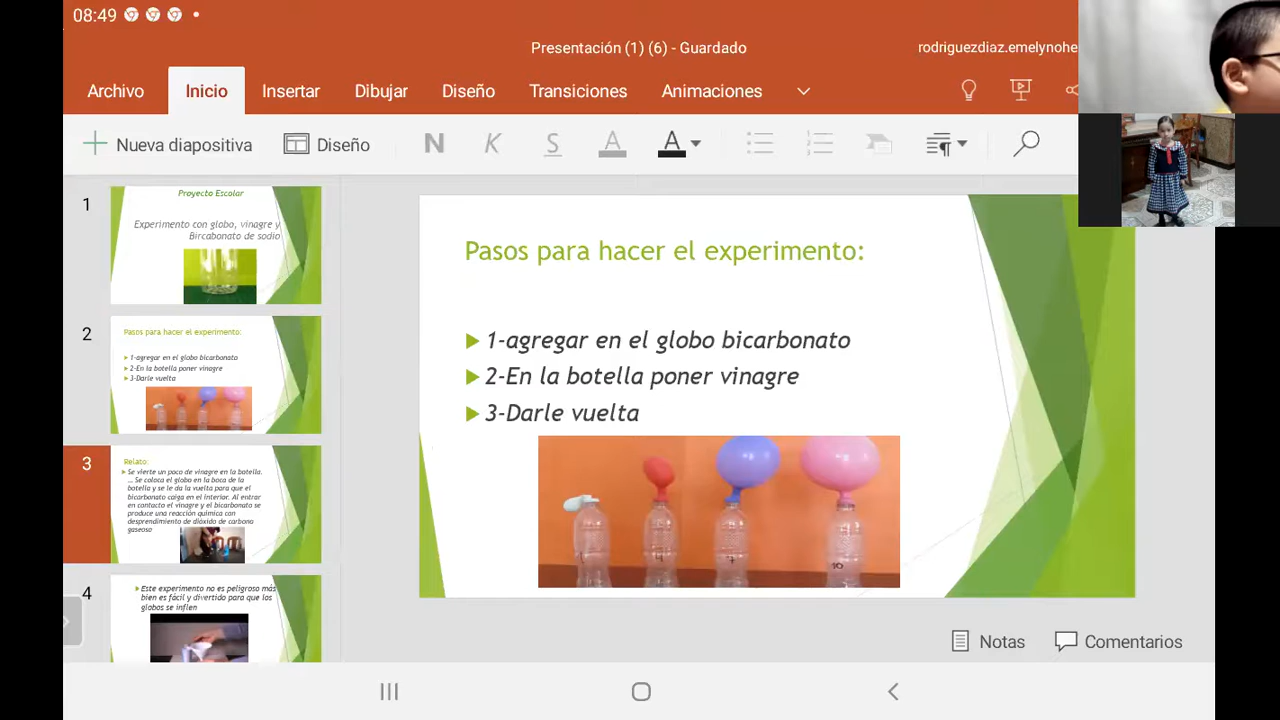 08:49
Presentación (1) (6) - Guardado
rodriguezdiaz.emelynohe
Archivo
Inicio
Insertar
Dibujar
Diseño
Transiciones
Animaciones
Nueva diapositiva
Diseño
N
K
S
A
A
1
Proyecto Escolar
Experimento con globo, vinagre y
Bircabonato de sodio
2
Pasos para hacer el experimento:
1-agregar en el globo bicarbonato
2-En la botella poner vinagre
3-Darle vuelta
3
Relato:
Se vierte un poco de vinagre en la botella.
... Se coloca el globo en la boca de la
botella y se le da la vuelta para que el
bicarbonato caiga en el interior. Al entrar
en contacto el vinagre y el bicarbonato se
produce una reacción química con
desprendimiento de dióxido de carbono
gaseoso
4
Este experimento no es peligroso más
bien es fácil y divertido para que los
globos se inflen
Pasos para hacer el experimento:
1-agregar en el globo bicarbonato
2-En la botella poner vinagre
3-Darle vuelta
10
Notas
Comentarios